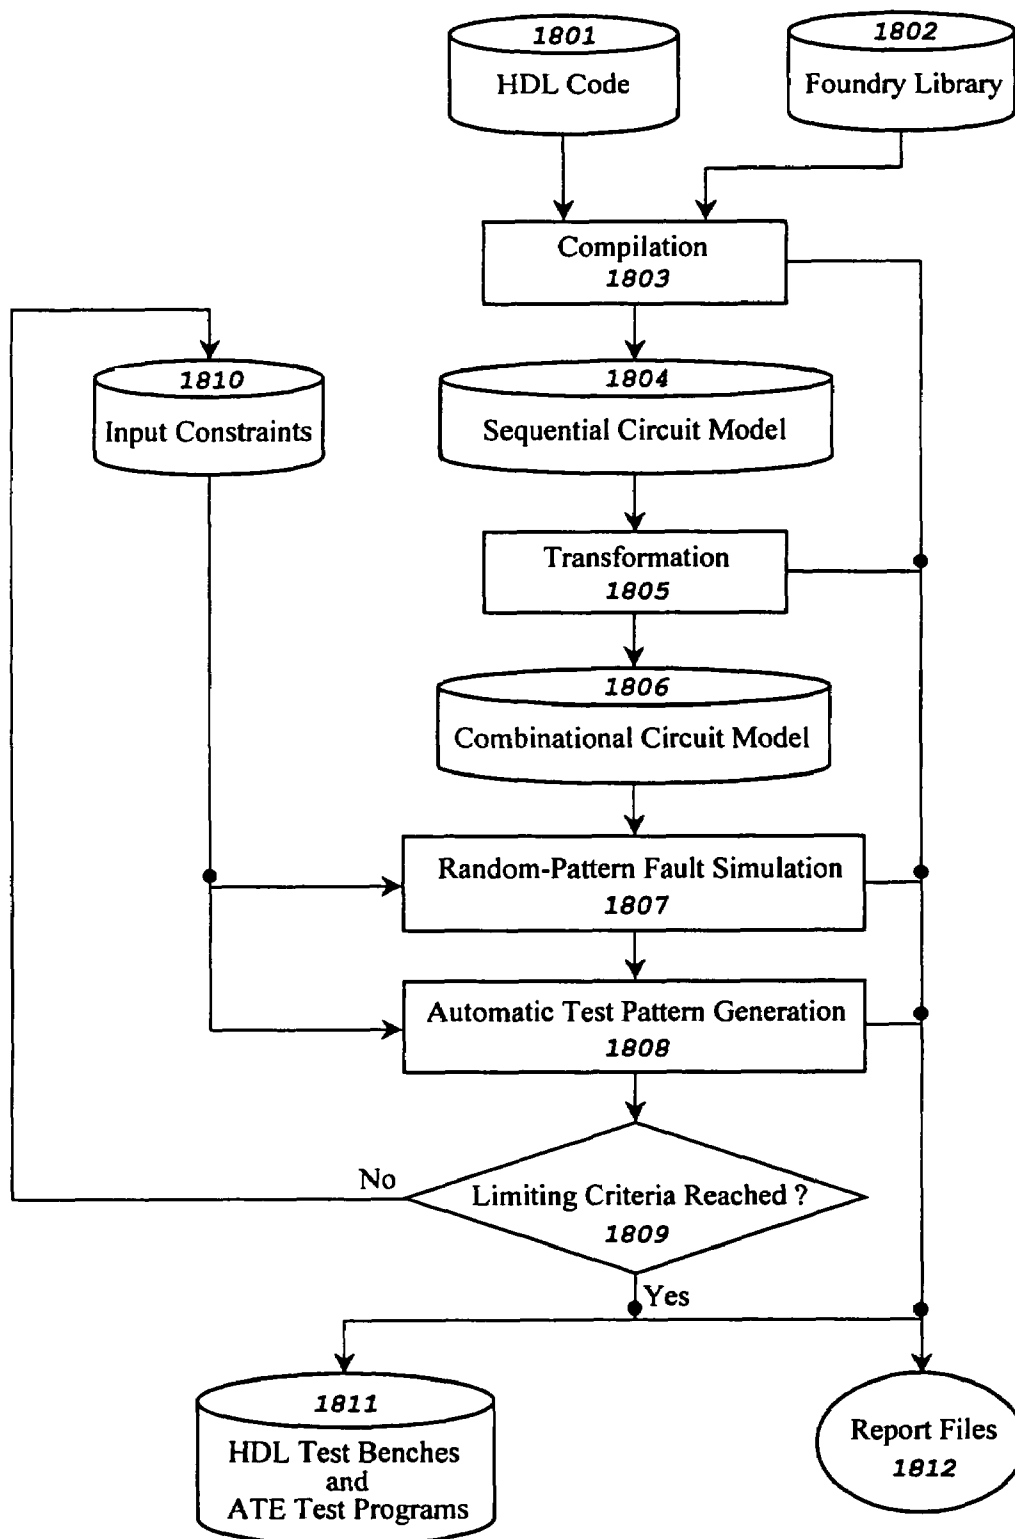 1801
HDL Code
1802
Foundry Library
Compilation
1803
1810
Input Constraints
1804
Sequential Circuit Model
Transformation
1805
1806
Combinational Circuit Model
Random-Pattern Fault Simulation
1807
Automatic Test Pattern Generation
1808
No
Limiting Criteria Reached ?
1809
Yes
1811
HDL Test Benches
and
ATE Test Programs
Report Files
1812